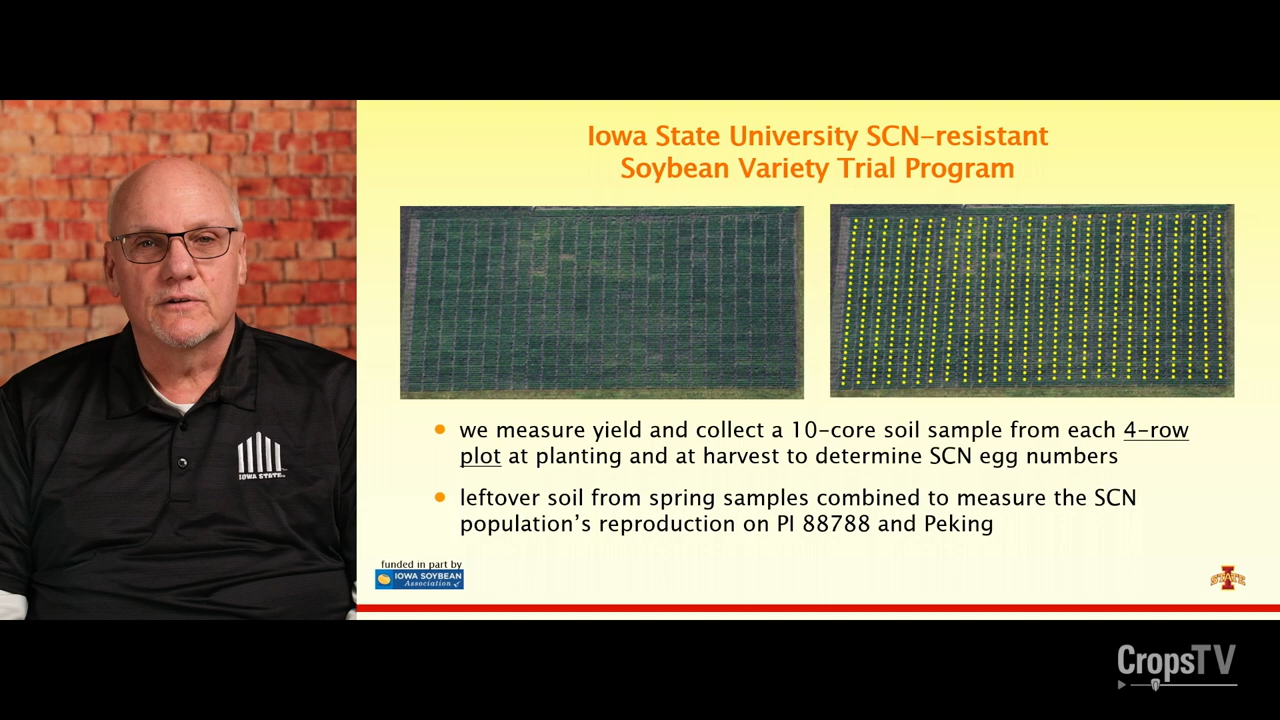 Iowa State University SCN-resistant
Soybean Variety Trial Program
we measure yield and collect a 10-core soil sample from each 4-row
plot at planting and at harvest to determine SCN egg numbers
leftover soil from spring samples combined to measure the SCN
population's reproduction on PI 88788 and Peking
funded in part by
IOWA SOYBEAN
Association
STATE
IOWA STATE
CropsTV